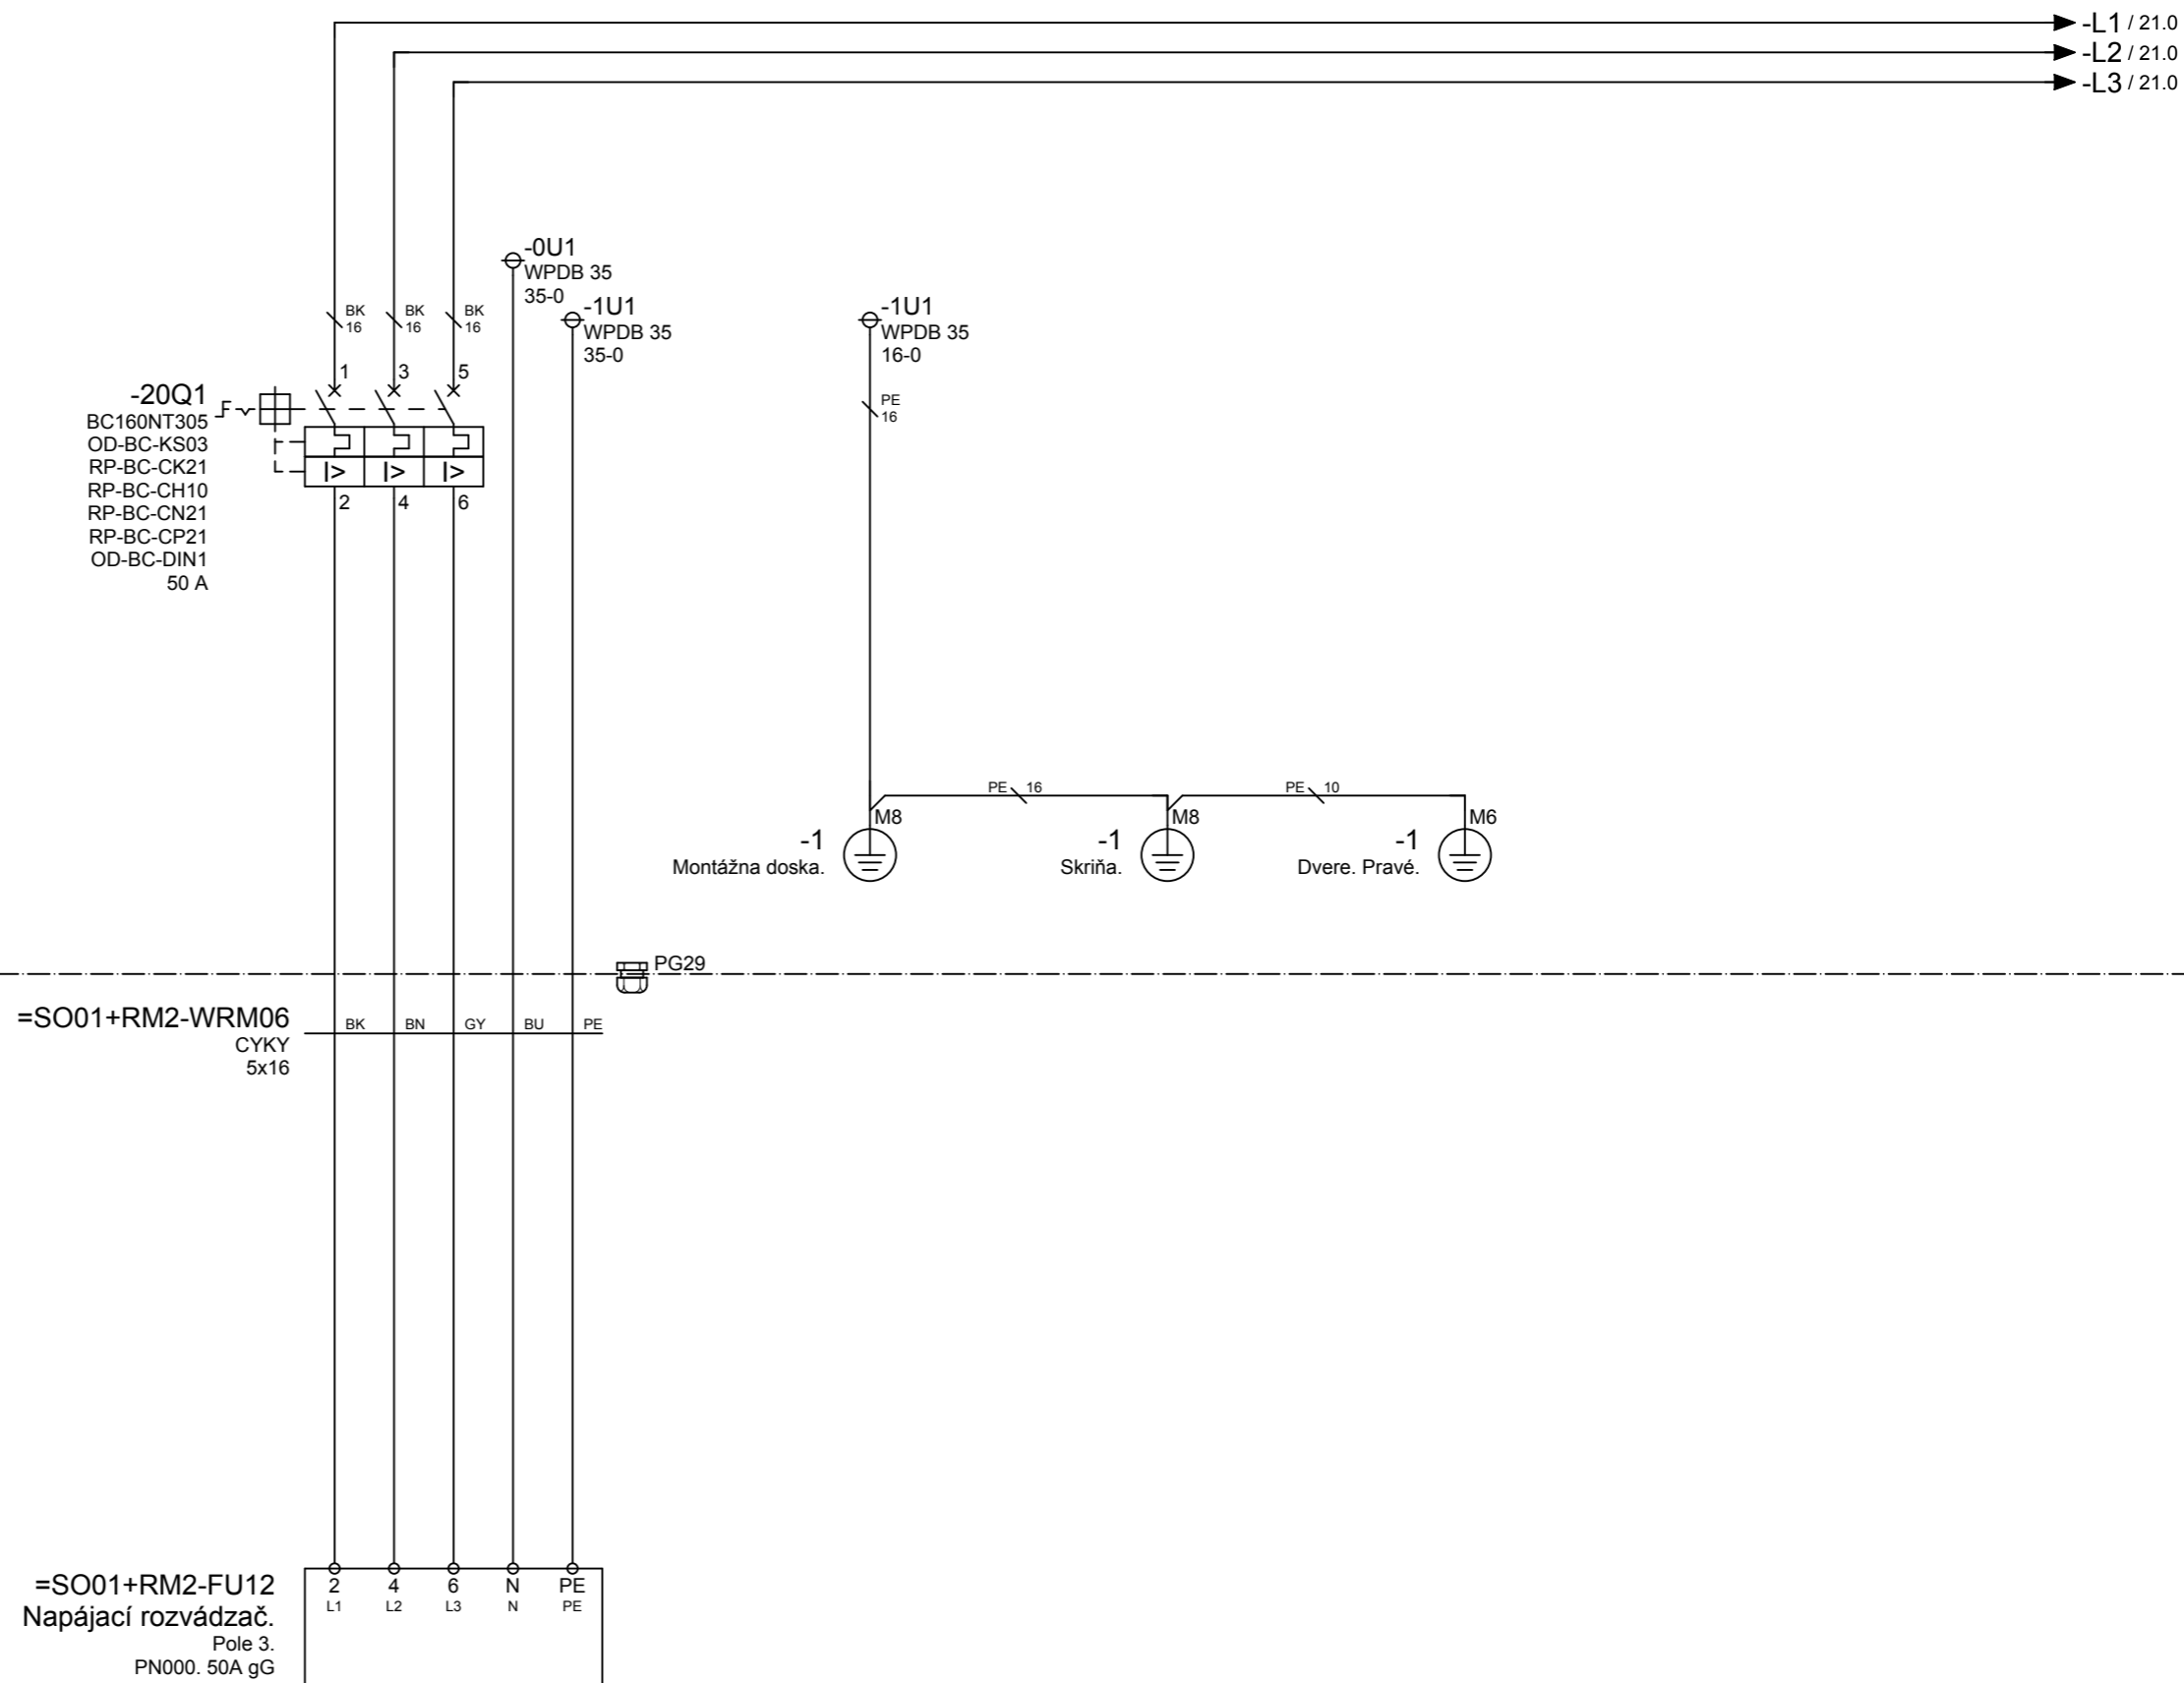 -L1 / 21.0
-L2 / 21.0
-L3 / 21.0
-0U1
WPDB 35
35-0
-1U1
WPDB 35
35-0
-1U1
WPDB 35
16-0
BK
16
BK
16
BK
16
1
3
5
-20Q1
BC160NT305
OD-BC-KS03
RP-BC-CK21
RP-BC-CH10
RP-BC-CN21
RP-BC-CP21
OD-BC-DIN1
50 A
I>
I>
I>
2
4
6
PE
16
PE 16
PE 10
M8
M8
M6
-1
Montážna doska.
-1
Skriňa.
-1
Dvere. Pravé.
PG29
=SO01+RM2-WRM06
CYKY
5x16
BK BN GY BU PE
=SO01+RM2-FU12
Napájací rozvádzač.
Pole 3.
PN000. 50A gG
2 4 6 N PE
L1 L2 L3 N PE